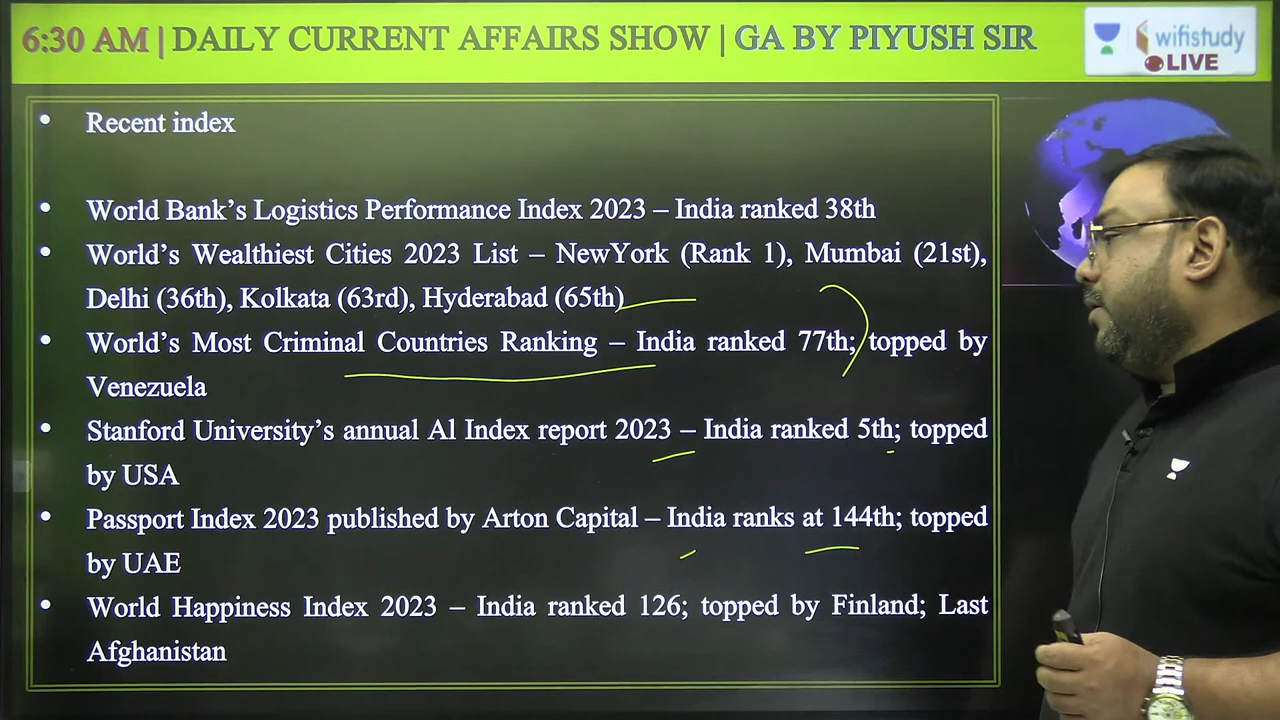 6:30 AM | DAILY CURRENT AFFAIRS SHOW | GA BY PIYUSH SIR
wifistudy
LIVE
• Recent index
• World Bank's Logistics Performance Index 2023 – India ranked 38th
• World's Wealthiest Cities 2023 List – NewYork (Rank 1), Mumbai (21st),
Delhi (36th), Kolkata (63rd), Hyderabad (65th)
• World's Most Criminal Countries Ranking – India ranked 77th; topped by
Venezuela
• Stanford University's annual Al Index report 2023 – India ranked 5th; topped
by USA
• Passport Index 2023 published by Arton Capital – India ranks at 144th; topped
by UAE
• World Happiness Index 2023 – India ranked 126; topped by Finland; Last
Afghanistan